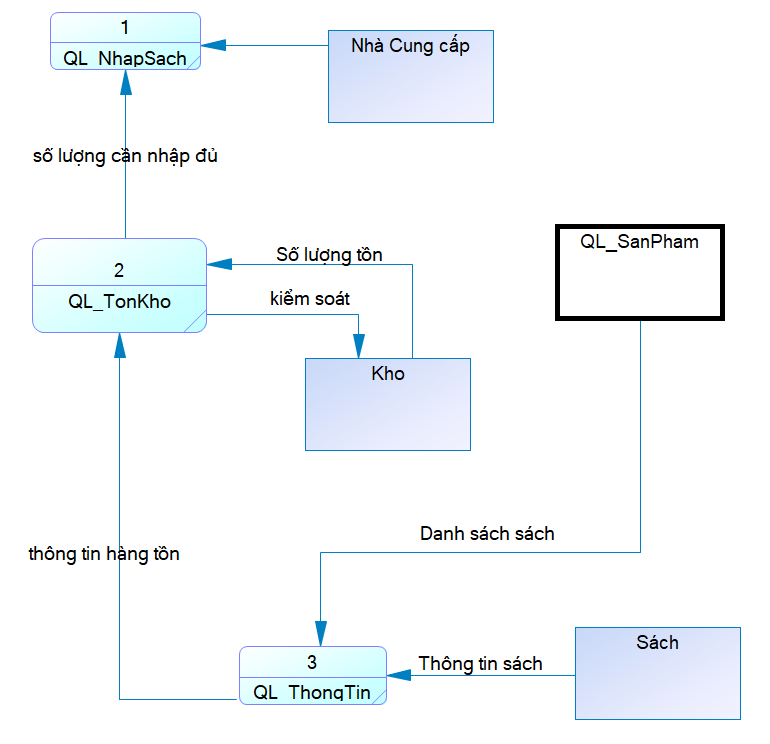 1
QL_NhapSach
Nhà Cung cấp
số lượng cần nhập đủ
QL_SanPham
Số lượng tồn
2
QL_TonKho
kiểm soát
Kho
Danh sách sách
thông tin hàng tồn
Sách
3
Thông tin sách
QL_ThongTin